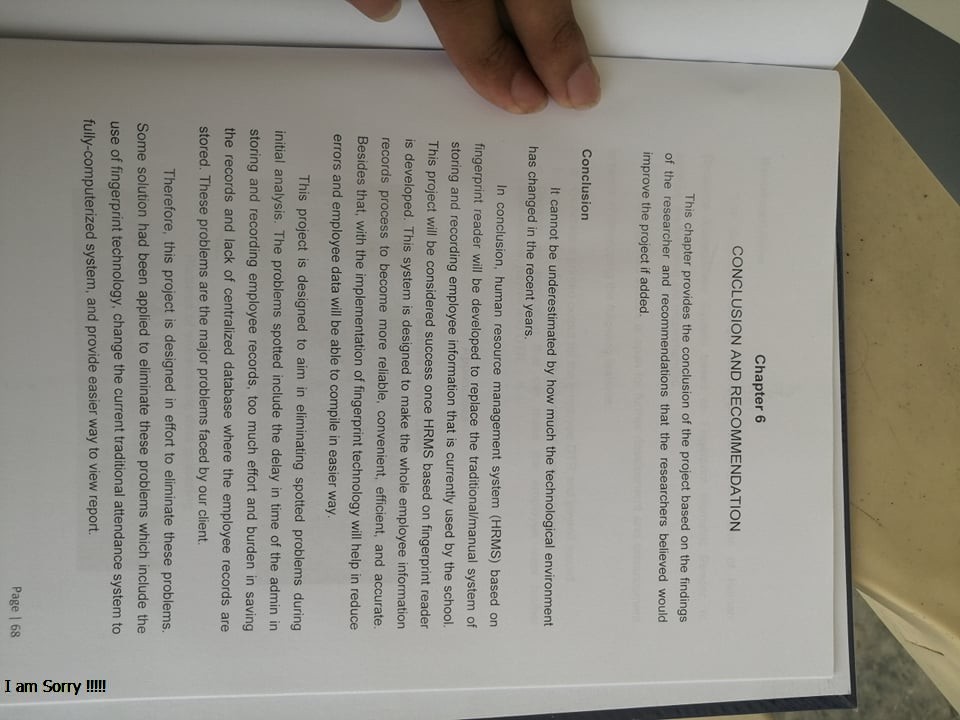 Chapter 6
CONCLUSION AND RECOMMENDATION
This chapter provides the conclusion of the project based on the findings
of the researcher and recommendations that the researchers believed would
improve the project if added.
Conclusion
It cannot be underestimated by how much the technological environment
has changed in the recent years.
In conclusion, human resource management system (HRMS) based on
fingerprint reader will be developed to replace the traditional/manual system of
storing and recording employee information that is currently used by the school.
This project will be considered success once HRMS based on fingerprint reader
is developed. This system is designed to make the whole employee information
records process to become more reliable, convenient, efficient, and accurate.
Besides that, with the implementation of fingerprint technology will help in reduce
errors and employee data will be able to compile in easier way.
This project is designed to aim in eliminating spotted problems during
initial analysis. The problems spotted include the delay in time of the admin in
storing and recording employee records, too much effort and burden in saving
the records and lack of centralized database where the employee records are
stored. These problems are the major problems faced by our client.
Therefore, this project is designed in effort to eliminate these problems.
Some solution had been applied to eliminate these problems which include the
use of fingerprint technology, change the current traditional attendance system to
fully-computerized system, and provide easier way to view report.
Page | 68
I am Sorry !!!!!